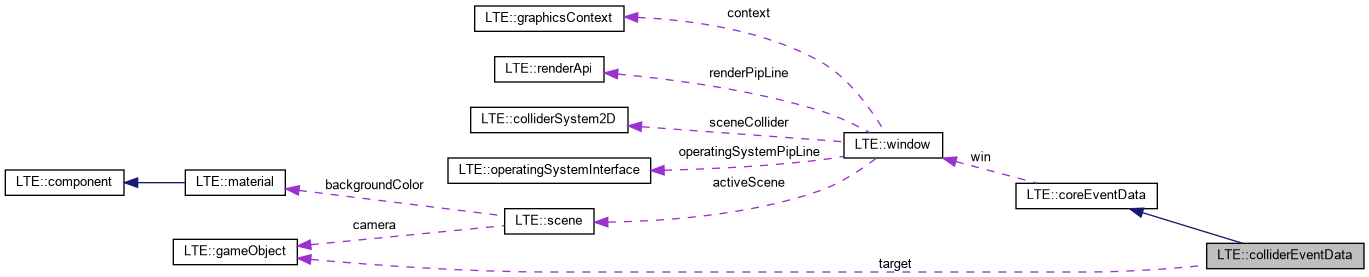 LTE::graphicsContext
context
LTE::renderApi
renderPipLine
LTE::colliderSystem2D
sceneCollider
LTE::window
operatingSystemPipLine
LTE::operatingSystemInterface
win
LTE::component
LTE::material
backgroundColor
activeScene
LTE::coreEventData
LTE::scene
camera
LTE::gameObject
target
LTE::colliderEventData